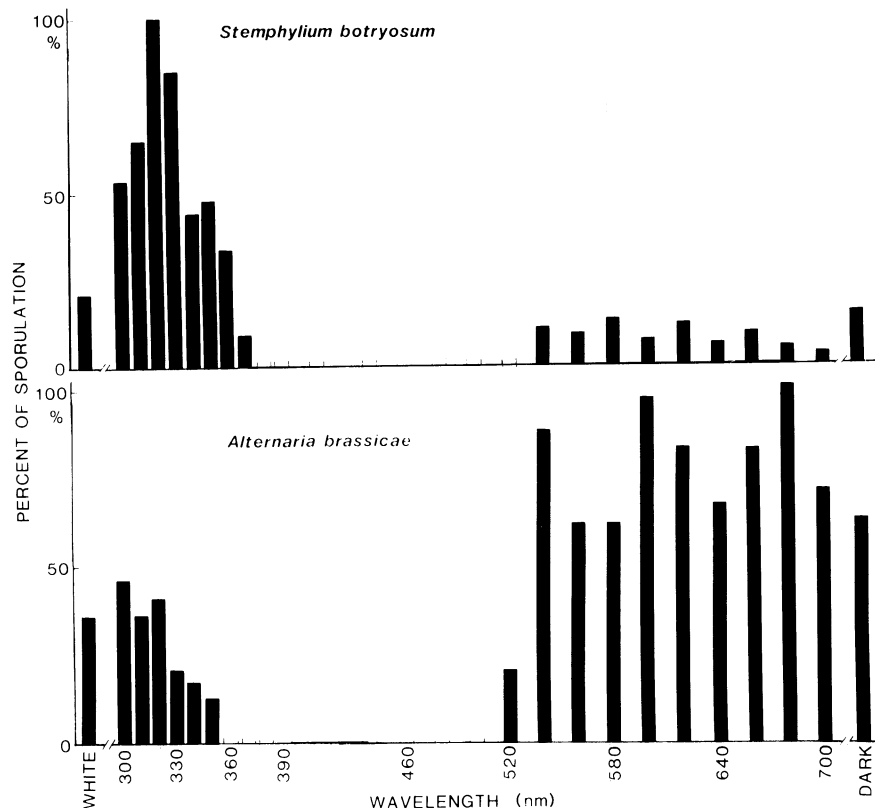 100
%
Stemphylium botryosum
50
0
PERCENT OF SPORULATION
100
%
Alternaria brassicae
50
0
WHITE
300
330
360
390
460
520
580
640
700
DARK
WAVELENGTH (nm)